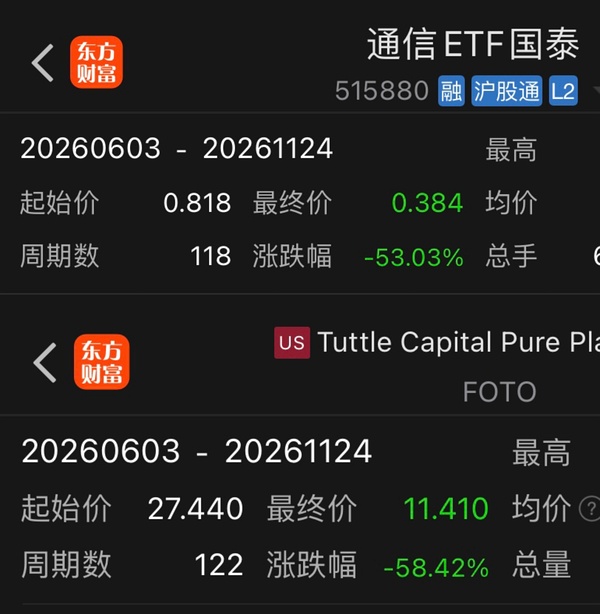 东方
财富
通信ETF国泰
515880 融 沪股通 L2
20260603 - 20261124 最高
起始价 0.818 最终价 0.384 均价
周期数 118 涨跌幅 -53.03% 总手
东方
财富
US Tuttle Capital Pure Pla
FOTO
20260603 - 20261124 最高
起始价 27.440 最终价 11.410 均价 ?
周期数 122 涨跌幅 -58.42% 总量